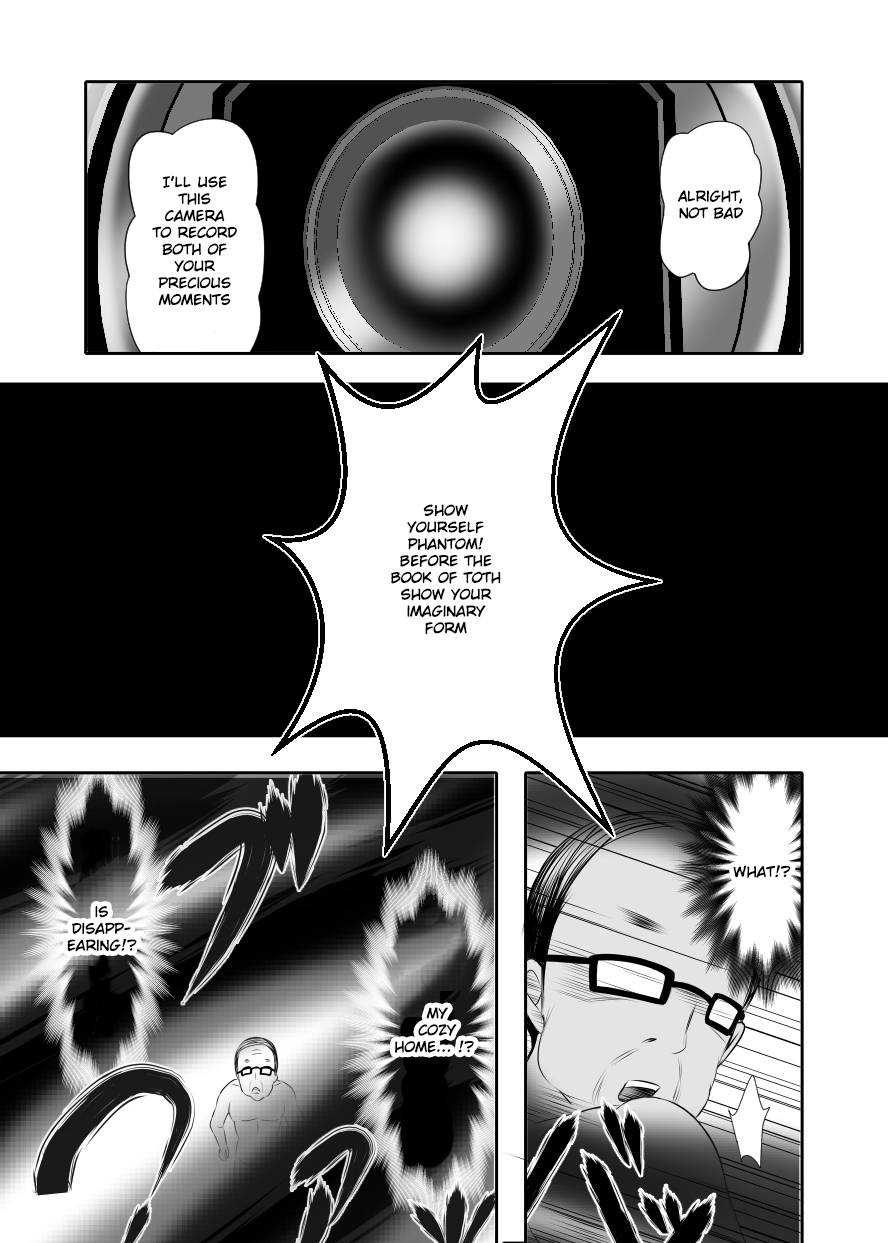 ALRIGHT,
NOT BAD
I'LL USE
THIS
CAMERA
TO RECORD
BOTH OF
YOUR
PRECIOUS
MOMENTS
SHOW
YOURSELF
PHANTOM!
BEFORE THE
BOOK OF TOTH
SHOW YOUR
IMAGINARY
FORM
WHAT!?
MY
COZY
HOME... !?
IS
DISAPP-
EARING!?